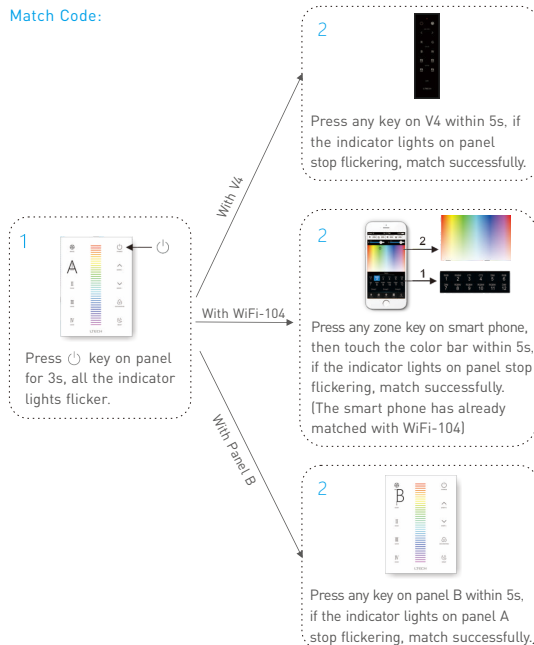 Match Code:
2
Press any key on V4 within 5s, if
the indicator lights on panel
stop flickering, match successfully.
With V4
1
A
Press key on panel
for 3s, all the indicator
lights flicker.
With WiFi-104
2
2
1
Press any zone key on smart phone,
then touch the color bar within 5s,
if the indicator lights on panel stop
flickering, match successfully.
(The smart phone has already
matched with WiFi-104)
With Panel B
2
B
Press any key on panel B within 5s,
if the indicator lights on panel A
stop flickering, match successfully.